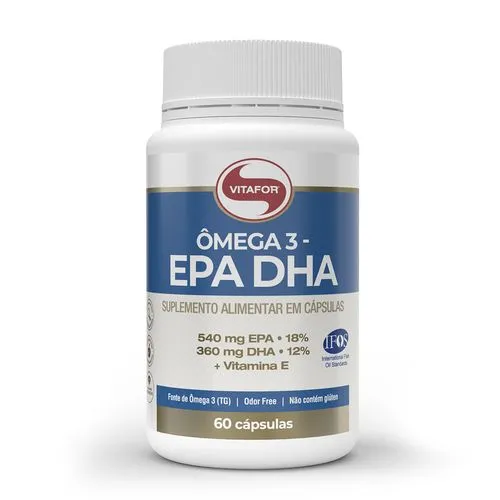 VITAFOR®
ÔMEGA 3 -
EPA DHA
SUPLEMENTO ALIMENTAR EM CÁPSULAS
540 mg EPA • 18%
360 mg DHA • 12%
+ Vitamina E
IFOS
International Fish
Oil Standards
Fonte de Ômega 3 (TG) | Odor Free | Não contém glúten
60 cápsulas